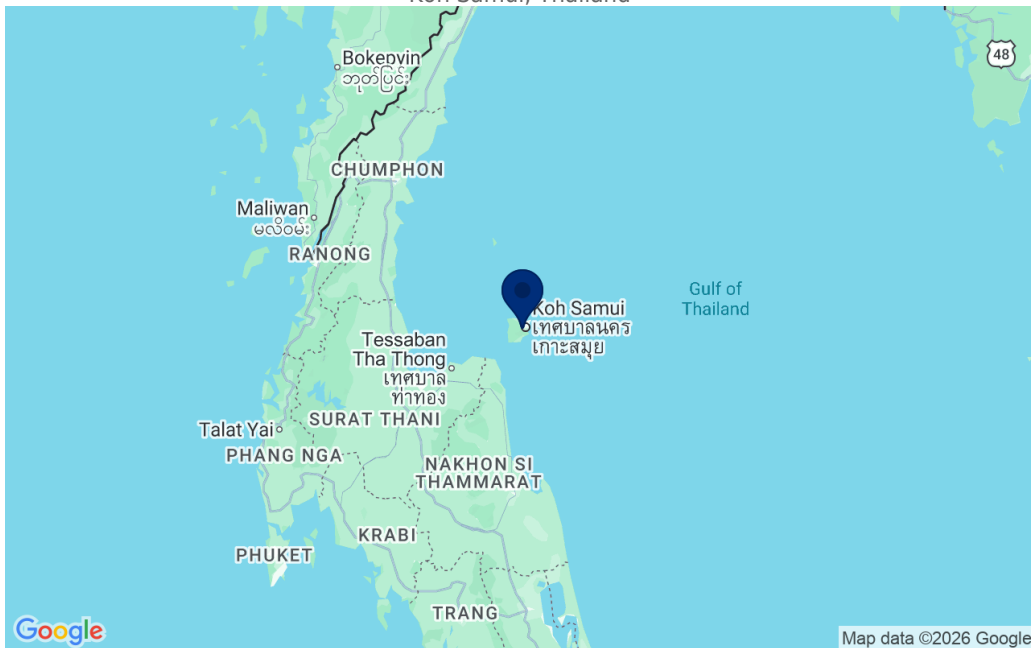 Koh Samui, Thailand
Bokepyin
ဘုတ်ပြင်း
48
CHUMPHON
Maliwan
မလိဝမ်း
RANONG
Gulf of
Thailand
Koh Samui
เทศบาลนคร
เกาะสมุย
Tessaban
Tha Thong
เทศบาล
ท่าทอง
SURAT THANI
Talat Yai
PHANG NGA
NAKHON SI
THAMMARAT
KRABI
PHUKET
TRANG
Google
Map data ©2026 Google